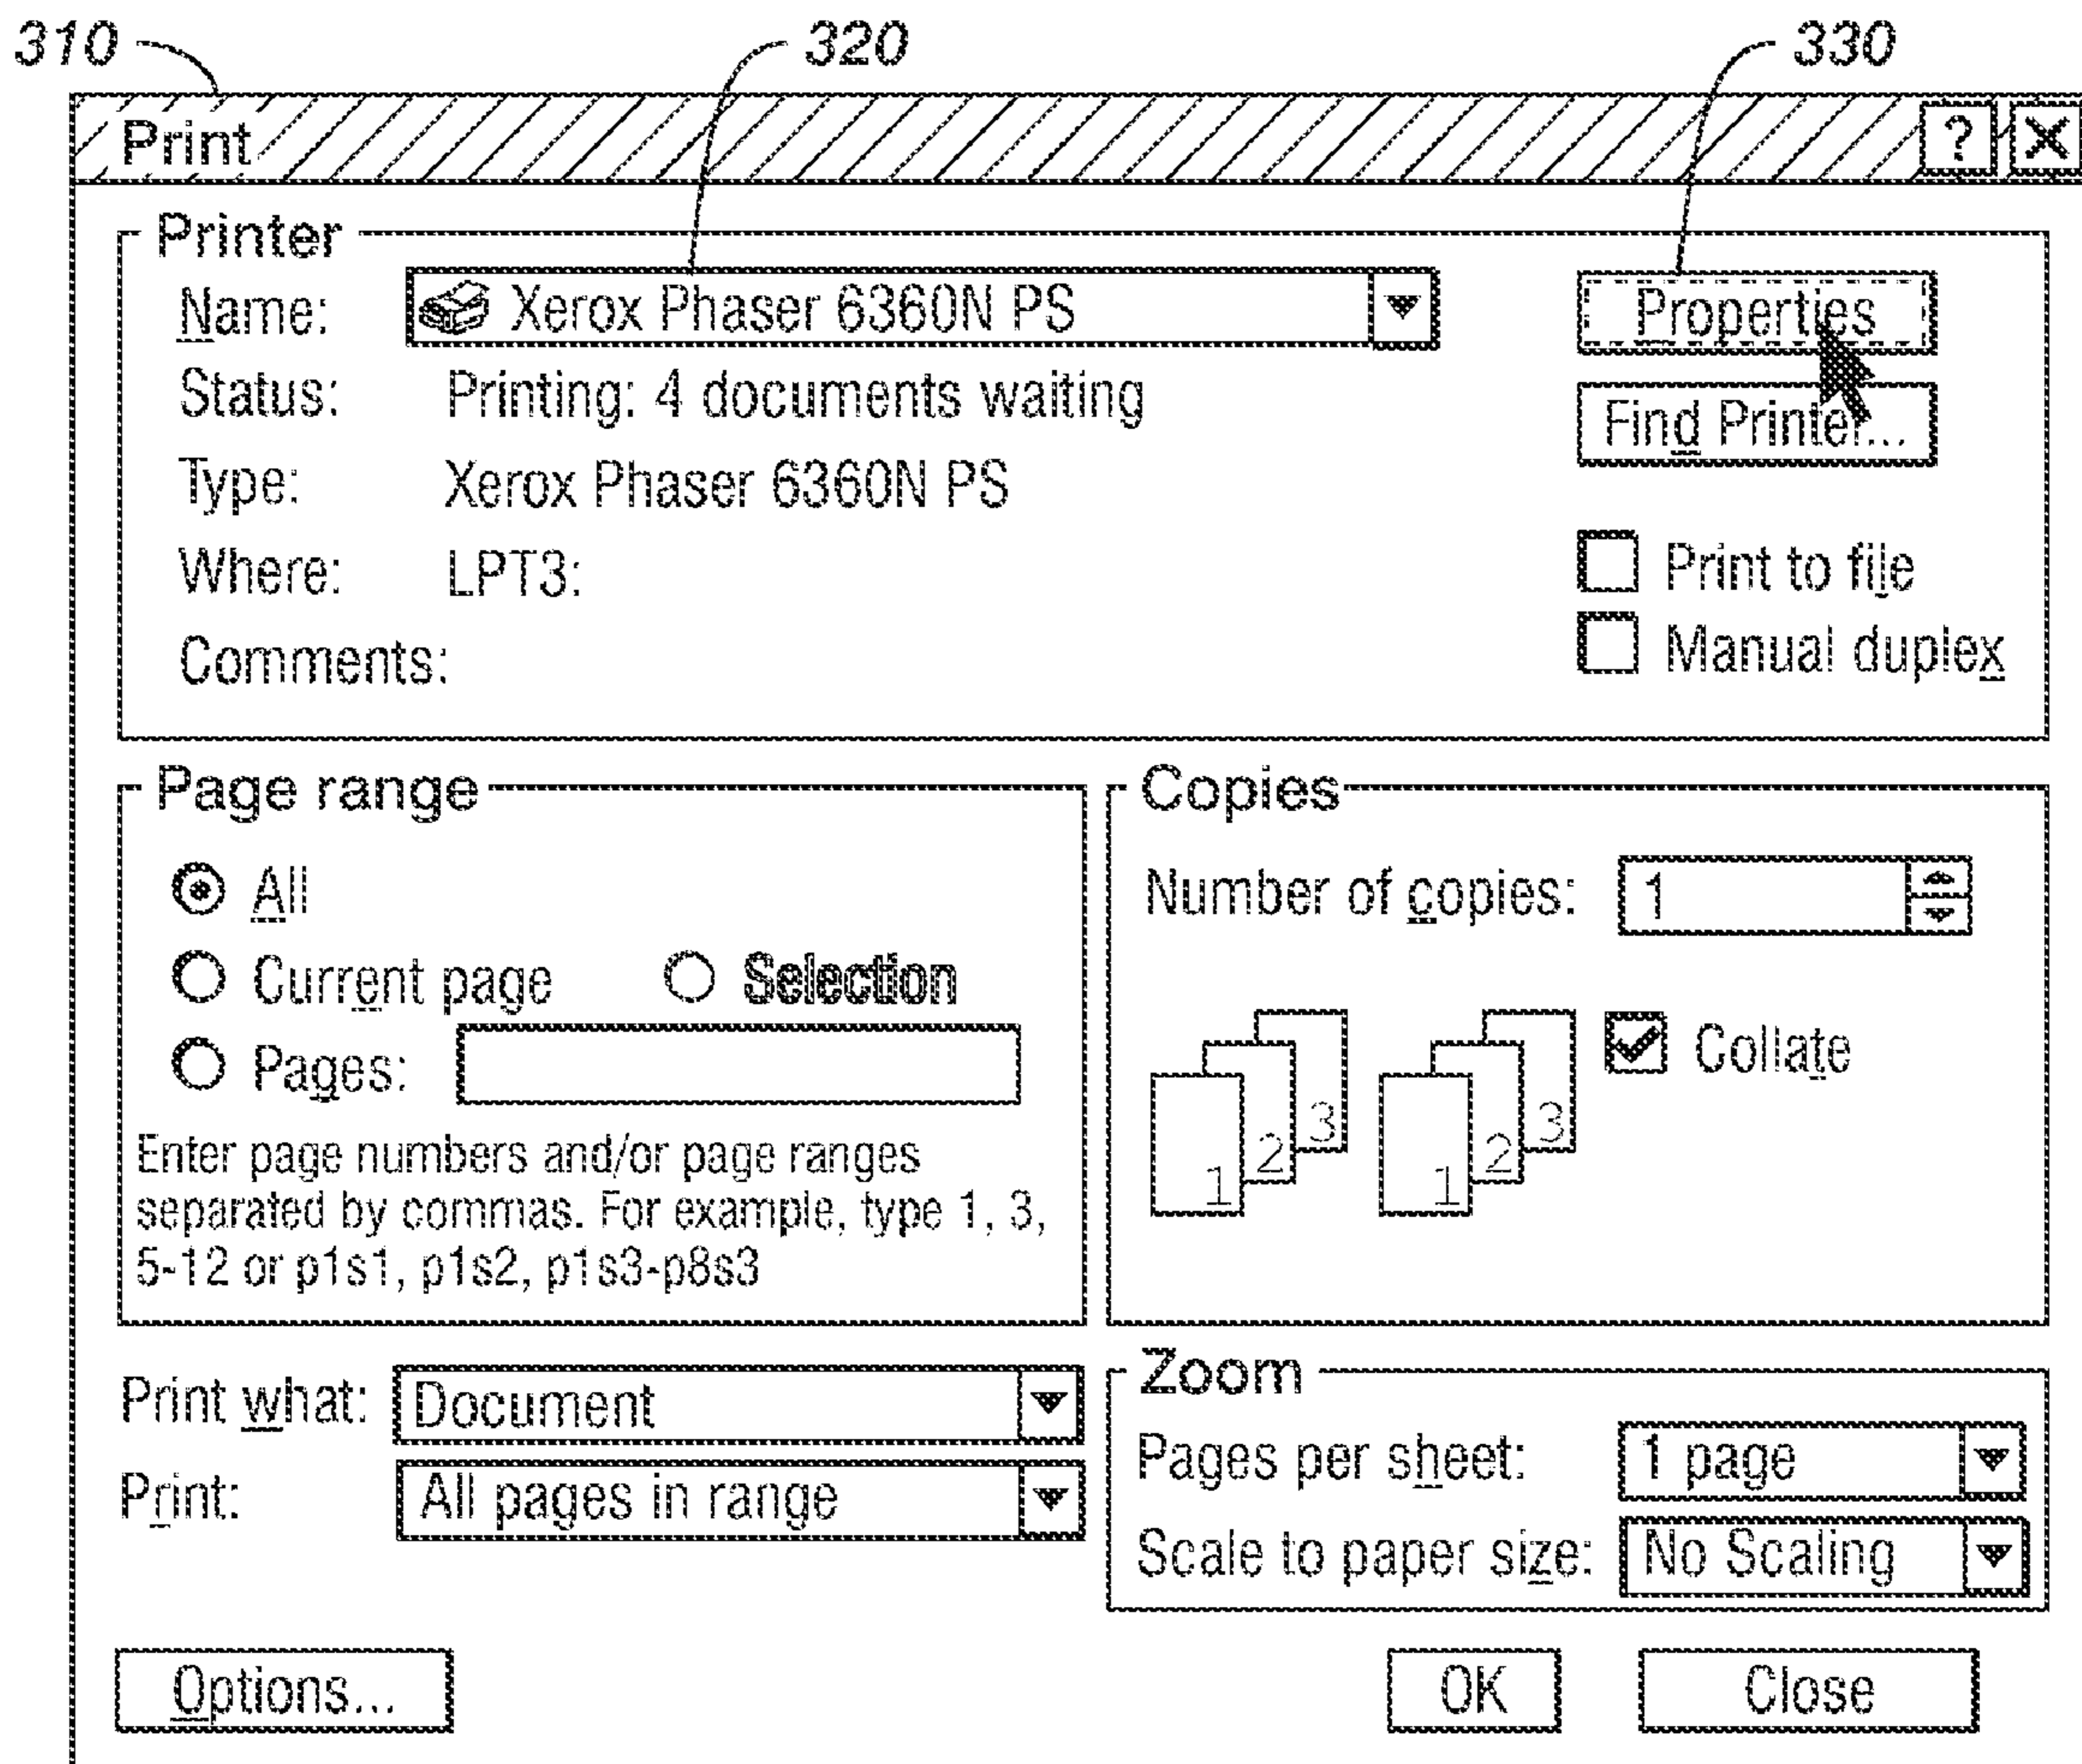 310 320 330
Print ? X
Printer
Name: Xerox Phaser 6360N PS Properties
Status: Printing: 4 documents waiting Find Printer...
Type: Xerox Phaser 6360N PS
Where: LPT3: Print to file
Comments: Manual duplex
Page range
All
Current page Selection
Pages:
Enter page numbers and/or page ranges
separated by commas. For example, type 1, 3,
5-12 or p1s1, p1s2, p1s3-p8s3
Copies
Number of copies: 1
Collate
1 2 3 1 2 3
Print what: Document
Print: All pages in range
Zoom
Pages per sheet: 1 page
Scale to paper size: No Scaling
Options... OK Close